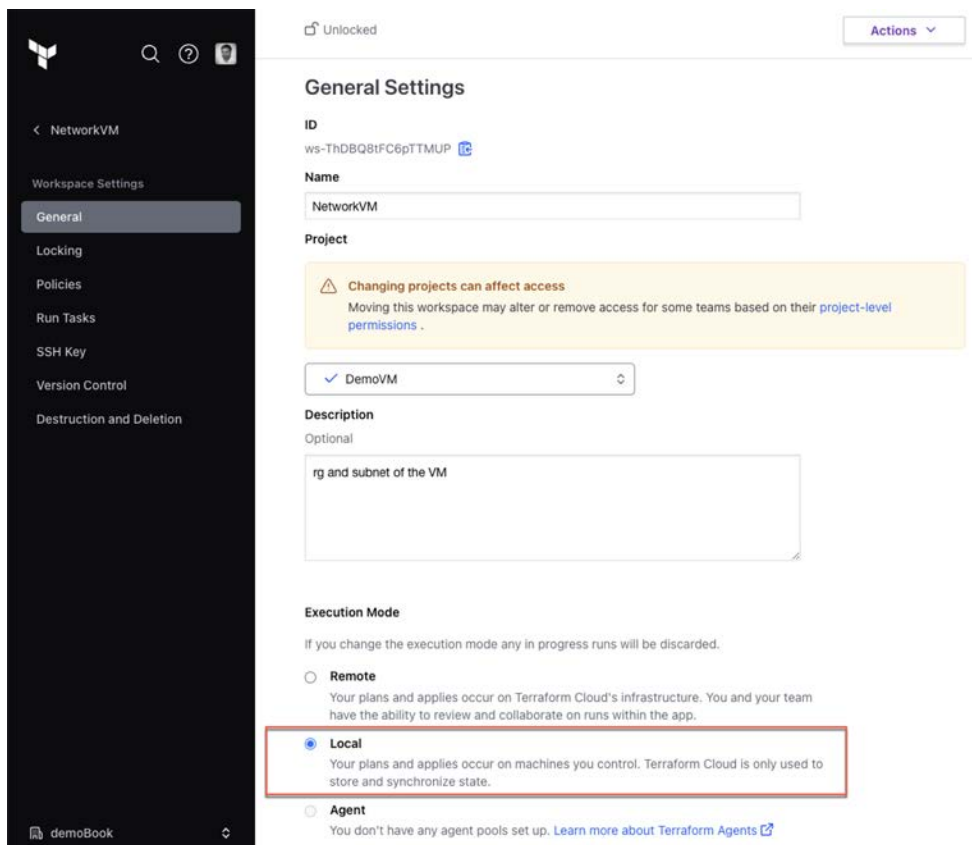 Unlocked
Actions
General Settings
ID
ws-ThDBQ8tFC6pTTMUP
Name
NetworkVM
Project
Changing projects can affect access
Moving this workspace may alter or remove access for some teams based on their project-level
permissions .
DemoVM
Description
Optional
rg and subnet of the VM
Execution Mode
If you change the execution mode any in progress runs will be discarded.
Remote
Your plans and applies occur on Terraform Cloud's infrastructure. You and your team
have the ability to review and collaborate on runs within the app.
Local
Your plans and applies occur on machines you control. Terraform Cloud is only used to
store and synchronize state.
Agent
You don't have any agent pools set up. Learn more about Terraform Agents
NetworkVM
Workspace Settings
General
Locking
Policies
Run Tasks
SSH Key
Version Control
Destruction and Deletion
demoBook